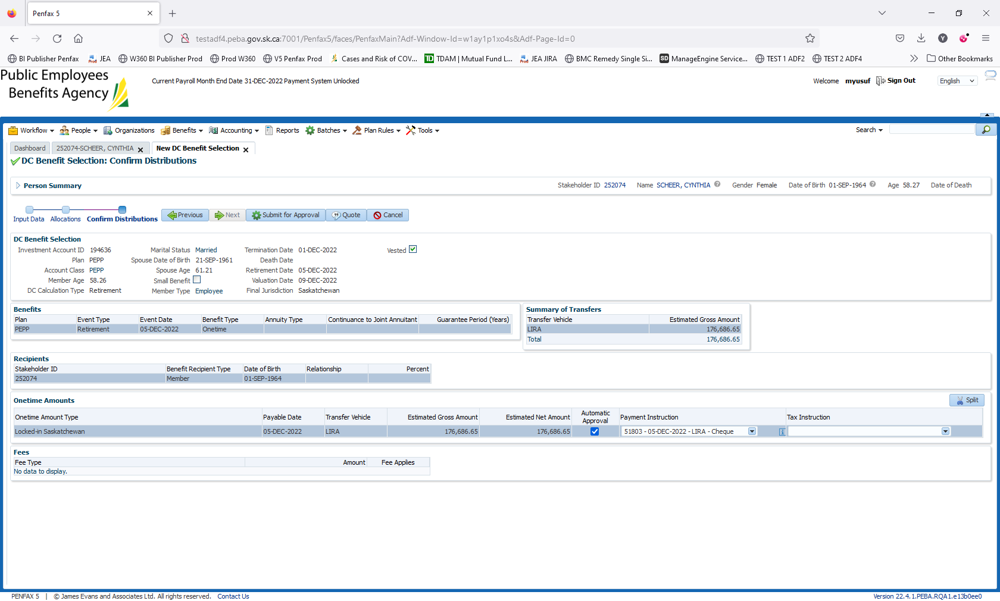 Penfax 5
testadf4.peba.gov.sk.ca:7001/Penfax5/faces/PenfaxMain?Adf-Window-Id=w1ay1p1xo4s&Adf-Page-Id=0
Y
BI Publisher Penfax JEA W360 BI Publisher Prod Prod W360 V5 Penfax Prod Cases and Risk of COV... TDAM | Mutual Fund L... JEA JIRA BMC Remedy Single Si... SD ManageEngine Service... TEST 1 ADF2 TEST 2 ADF4 Other Bookmarks
Public Employees
Benefits Agency
Current Payroll Month End Date 31-DEC-2022 Payment System Unlocked
Welcome myusuf Sign Out English
Workflow People Organizations Benefits Accounting Reports Batches Plan Rules Tools Search
Dashboard 252074-SCHEER, CYNTHIA New DC Benefit Selection
DC Benefit Selection: Confirm Distributions
Person Summary Stakeholder ID 252074 Name SCHEER, CYNTHIA Gender Female Date of Birth 01-SEP-1964 Age 58.27 Date of Death
Input Data Allocations Confirm Distributions Previous Next Submit for Approval Quote Cancel
DC Benefit Selection
Investment Account ID 194636 Marital Status Married Termination Date 01-DEC-2022 Vested
Plan PEPP Spouse Date of Birth 21-SEP-1961 Death Date
Account Class PEPP Spouse Age 61.21 Retirement Date 05-DEC-2022
Member Age 58.26 Small Benefit Valuation Date 09-DEC-2022
DC Calculation Type Retirement Member Type Employee Final Jurisdiction Saskatchewan
Benefits
Plan Event Type Event Date Benefit Type Annuity Type Continuance to Joint Annuitant Guarantee Period (Years)
PEPP Retirement 05-DEC-2022 Onetime
Summary of Transfers
Transfer Vehicle Estimated Gross Amount
LIRA 176,686.65
Total 176,686.65
Recipients
Stakeholder ID Benefit Recipient Type Date of Birth Relationship Percent
252074 Member 01-SEP-1964
Onetime Amounts Split
Onetime Amount Type Payable Date Transfer Vehicle Estimated Gross Amount Estimated Net Amount Automatic Approval Payment Instruction Tax Instruction
Locked-in Saskatchewan 05-DEC-2022 LIRA 176,686.65 176,686.65 51803 - 05-DEC-2022 - LIRA - Cheque
Fees
Fee Type Amount Fee Applies
No data to display.
PENFAX 5 | © James Evans and Associates Ltd. All rights reserved. Contact Us Version 22.4.1.PEBA.RQA1.e13b0ee0